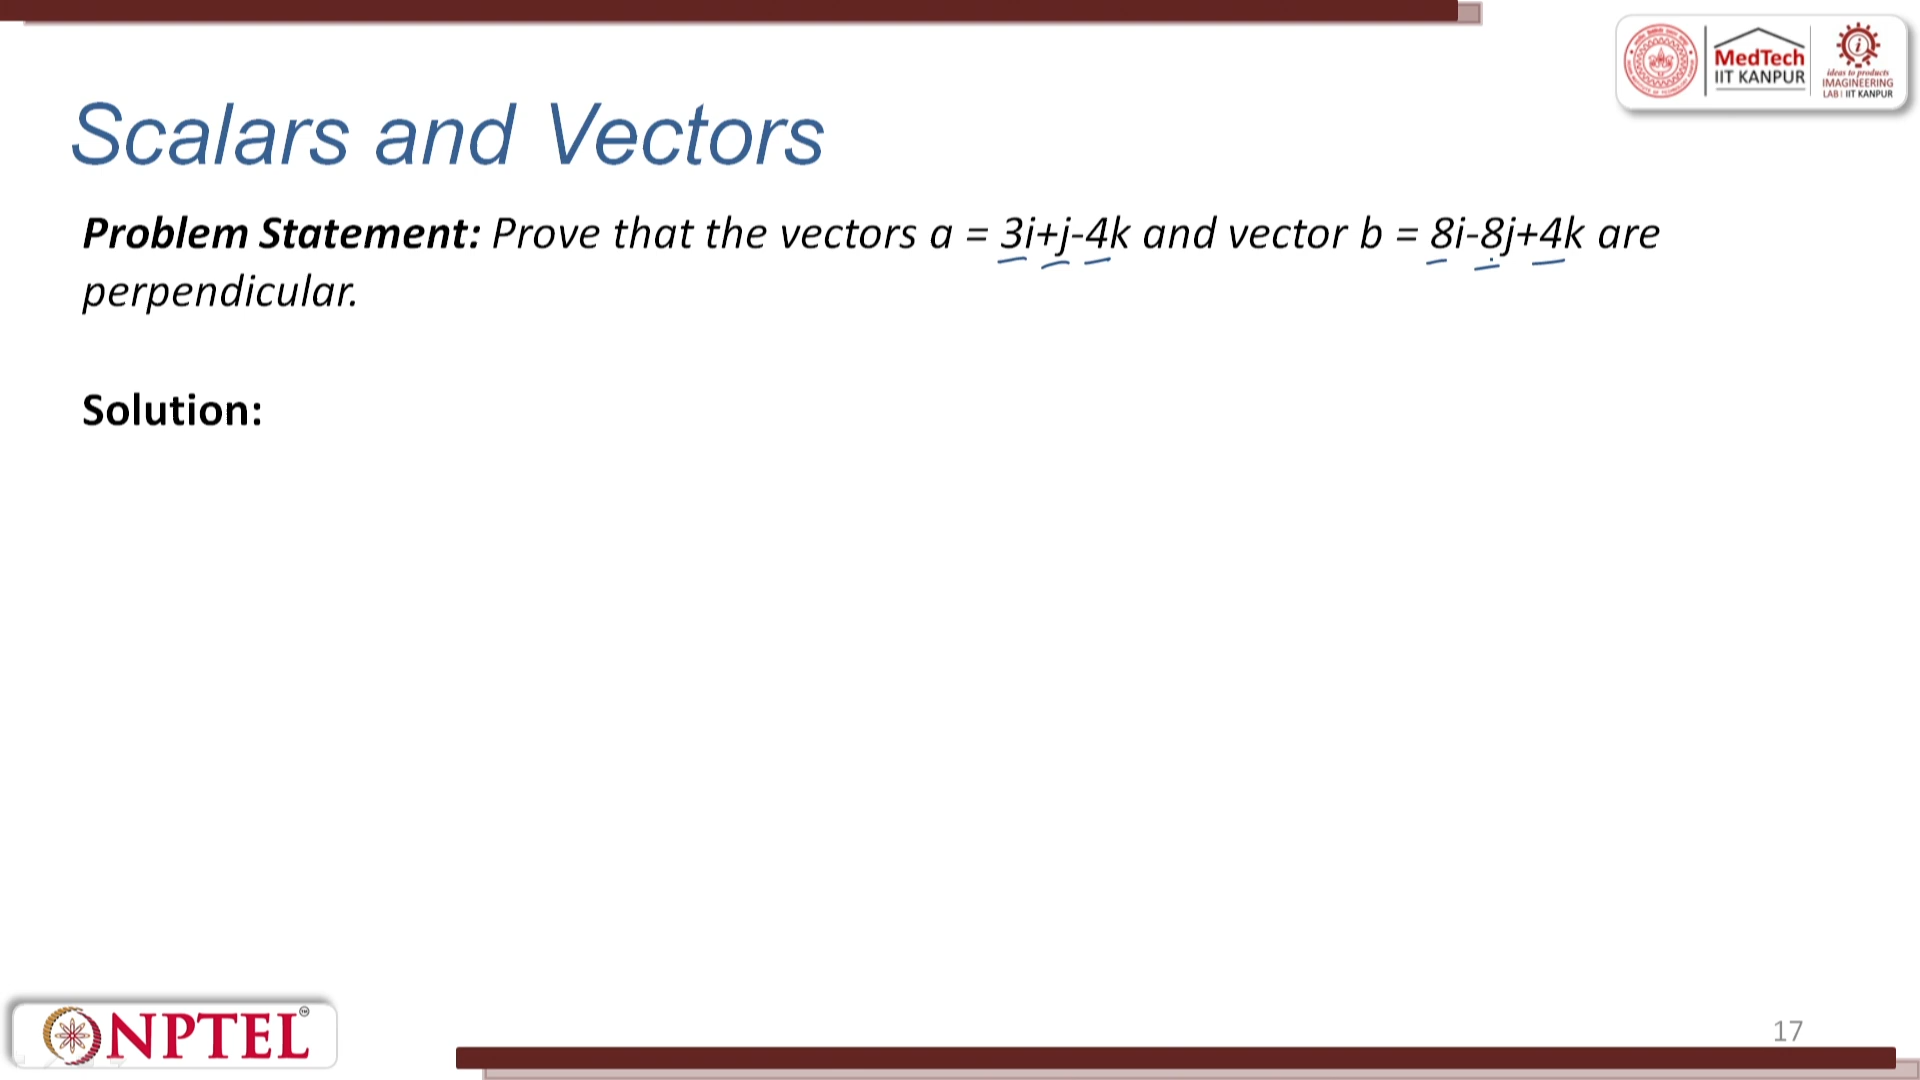 MedTech
IIT KANPUR
ideas to products
IMAGINEERING
LAB | IIT KANPUR
Scalars and Vectors
Problem Statement: Prove that the vectors a = 3i+j-4k and vector b = 8i-8j+4k are
perpendicular.
Solution:
NPTEL
17